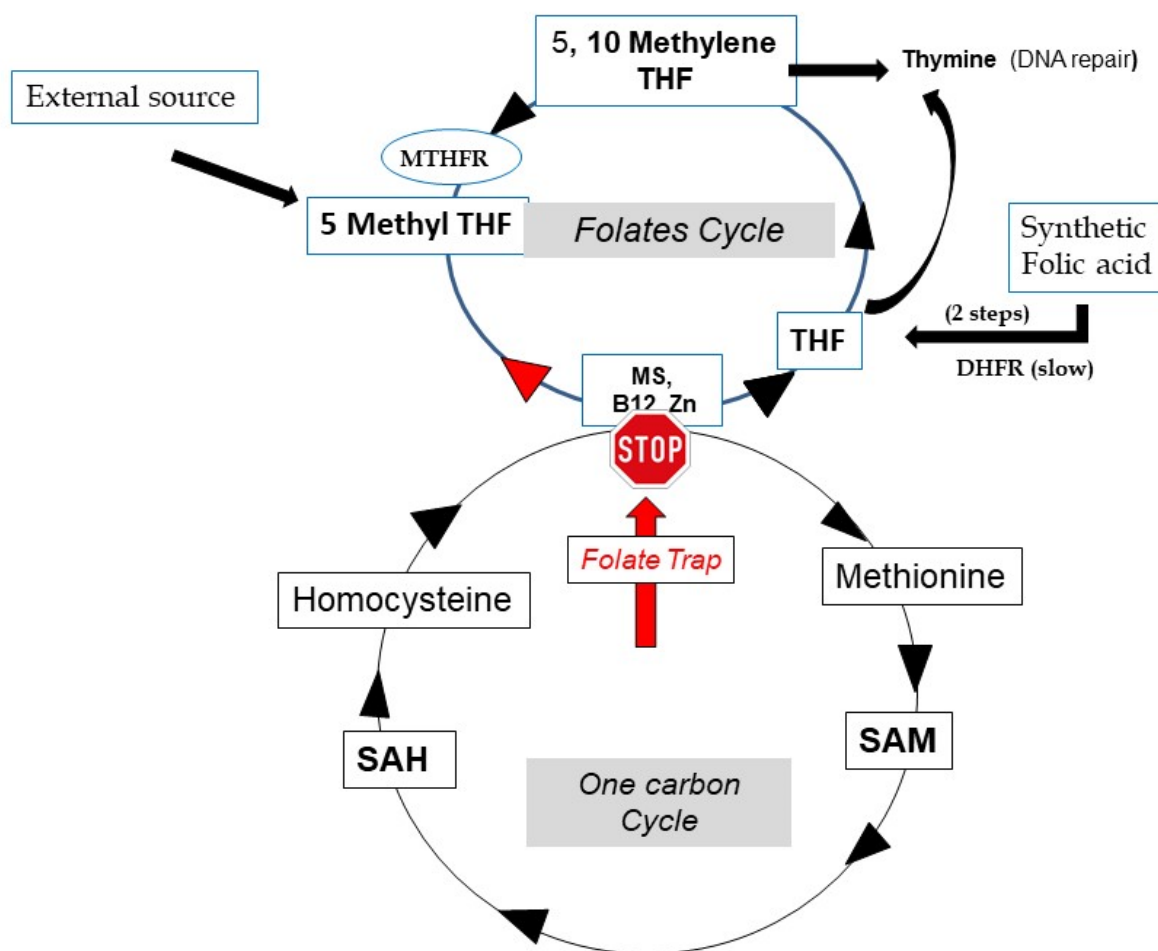 5, 10 Methylene
THF
Thymine (DNA repair)
External source
MTHFR
5 Methyl THF
Folates Cycle
Synthetic
Folic acid
(2 steps)
THF
DHFR (slow)
MS,
B12, Zn
STOP
Folate Trap
Homocysteine
Methionine
SAH
SAM
One carbon
Cycle